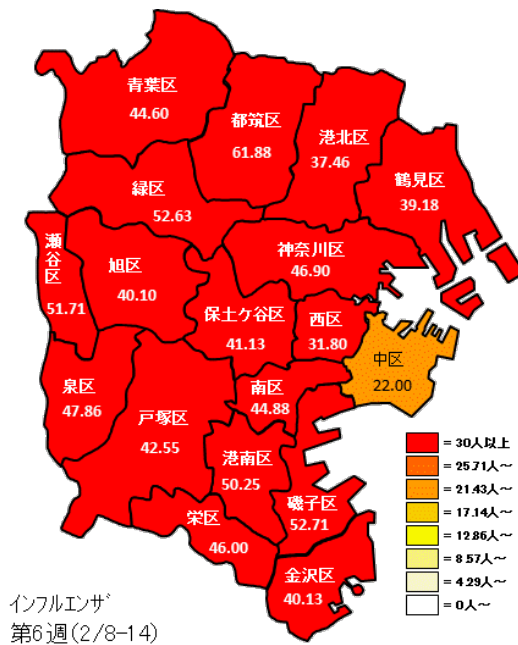 青葉区
44.60
都筑区
61.88
港北区
37.46
鶴見区
39.18
緑区
52.63
神奈川区
46.90
瀬谷区
51.71
旭区
40.10
保土ケ谷区
41.13
西区
31.80
中区
22.00
泉区
47.86
戸塚区
42.55
南区
44.88
港南区
50.25
磯子区
52.71
栄区
46.00
金沢区
40.13
=30人以上
=25.71人～
=21.43人～
=17.14人～
=12.86人～
=8.57人～
=4.29人～
=0人～
インフルエンザ
第6週(2/8-14)